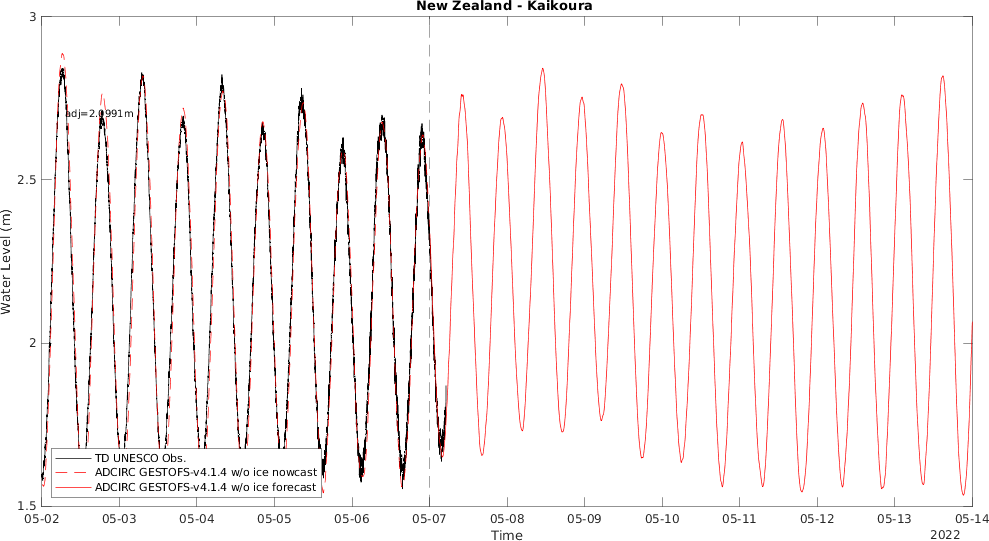 New Zealand - Kaikoura
3
2.5
2
1.5
Water Level (m)
adj=2.0991m
TD UNESCO Obs.
ADCIRC GESTOFS-v4.1.4 w/o ice nowcast
ADCIRC GESTOFS-v4.1.4 w/o ice forecast
05-02 05-03 05-04 05-05 05-06 05-07 05-08 05-09 05-10 05-11 05-12 05-13 05-14
Time
2022